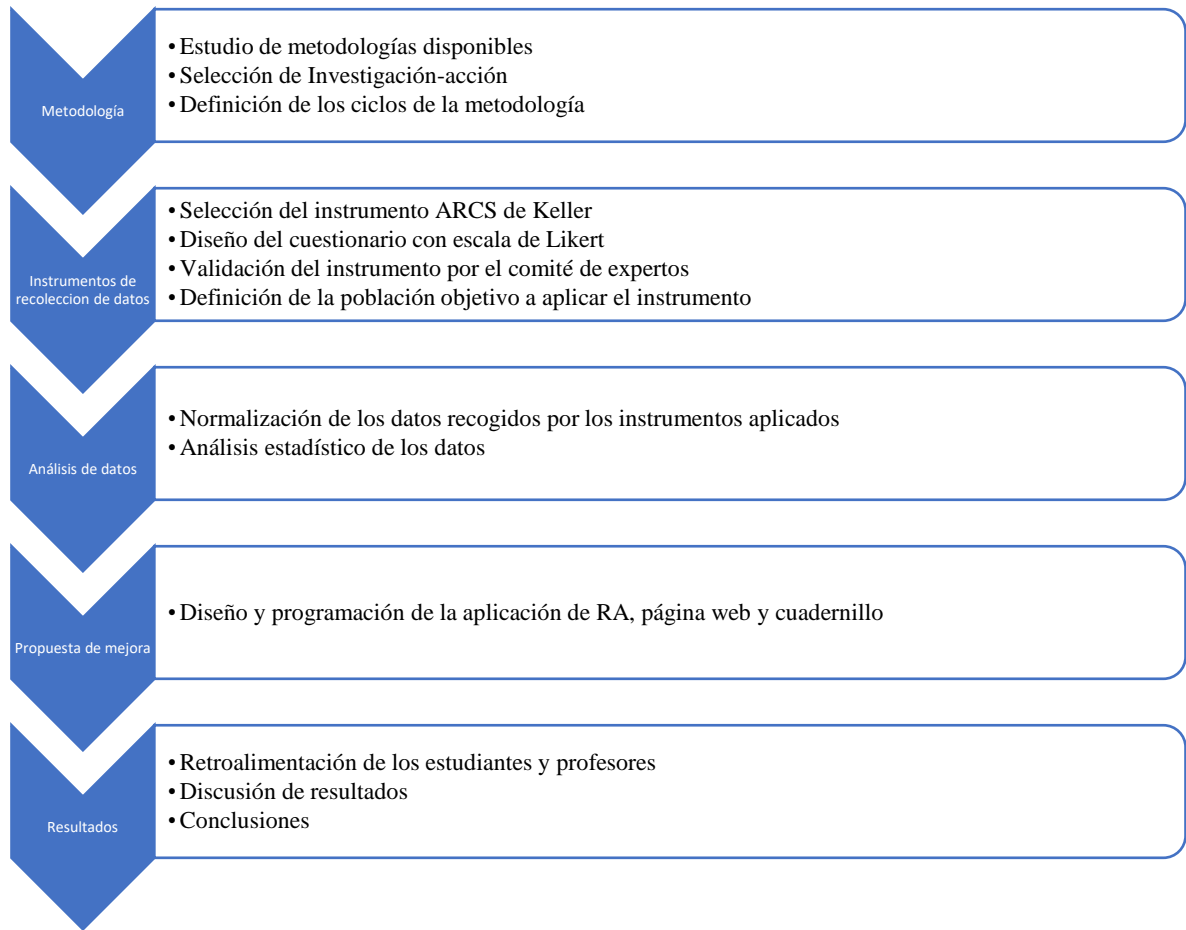 Metodología
• Estudio de metodologías disponibles
• Selección de Investigación-acción
• Definición de los ciclos de la metodología
Instrumentos de
recoleccion de datos
• Selección del instrumento ARCS de Keller
• Diseño del cuestionario con escala de Likert
• Validación del instrumento por el comité de expertos
• Definición de la población objetivo a aplicar el instrumento
Análisis de datos
• Normalización de los datos recogidos por los instrumentos aplicados
• Análisis estadístico de los datos
Propuesta de mejora
• Diseño y programación de la aplicación de RA, página web y cuadernillo
Resultados
• Retroalimentación de los estudiantes y profesores
• Discusión de resultados
• Conclusiones